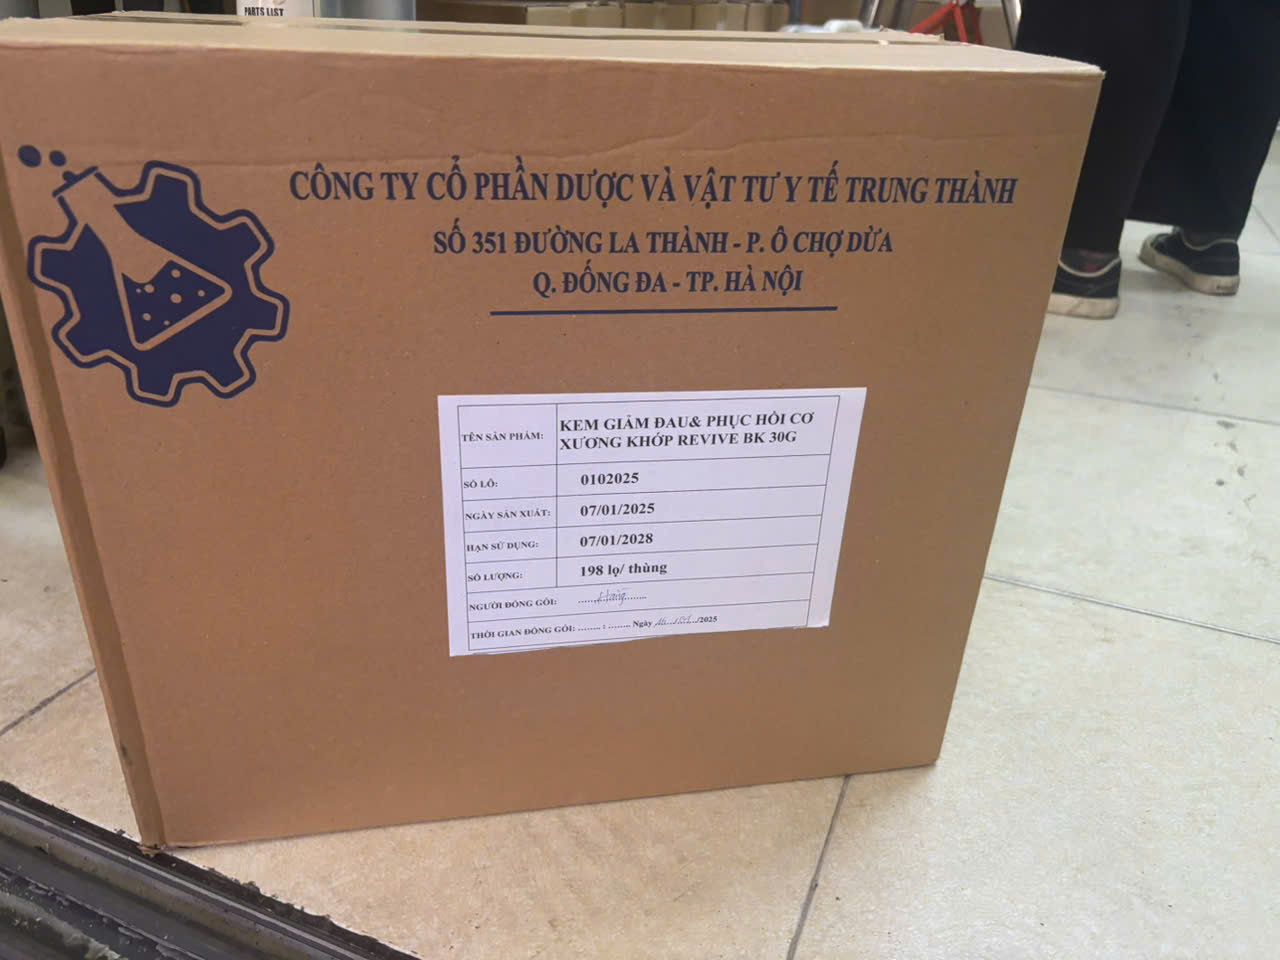 PARTS LIST
CÔNG TY CỔ PHẦN DƯỢC VÀ VẬT TƯ Y TẾ TRUNG THÀNH
SỐ 351 ĐƯỜNG LA THÀNH - P. Ô CHỢ DỪA
Q. ĐỐNG ĐA - TP. HÀ NỘI
TÊN SẢN PHẨM: KEM GIẢM ĐAU& PHỤC HỒI CƠ
XƯƠNG KHỚP REVIVE BK 30G
SỐ LÔ: 0102025
NGÀY SẢN XUẤT: 07/01/2025
HẠN SỬ DỤNG: 07/01/2028
SỐ LƯỢNG: 198 lọ/ thùng
NGƯỜI ĐÓNG GÓI: Hằng
THỜI GIAN ĐÓNG GÓI: ........ : ........ Ngày /2025